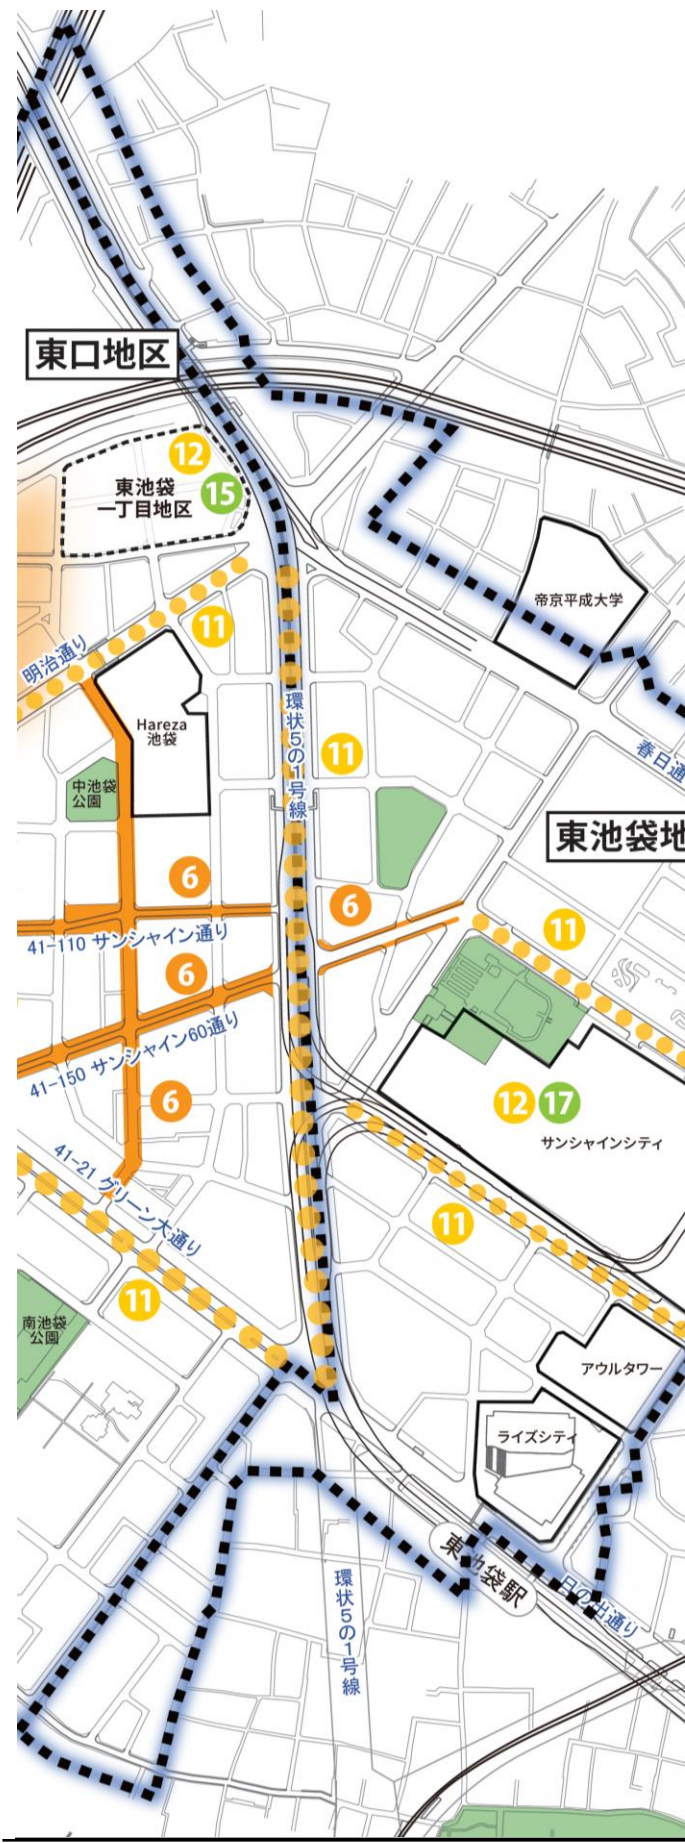 東口地区
12
東池袋
一丁目地区
15
帝京平成大学
11
明治通り
Hareza
池袋
環状5の1号線
11
春日通
中池袋
公園
東池袋地
6
6
11
41-110 サンシャイン通り
6
41-150 サンシャイン60通り
6
12
17
サンシャインシティ
41-21 グリーン大通り
11
11
南池袋
公園
アウルタワー
ライズシティ
東池袋駅
日の出通り
環状5の1号線